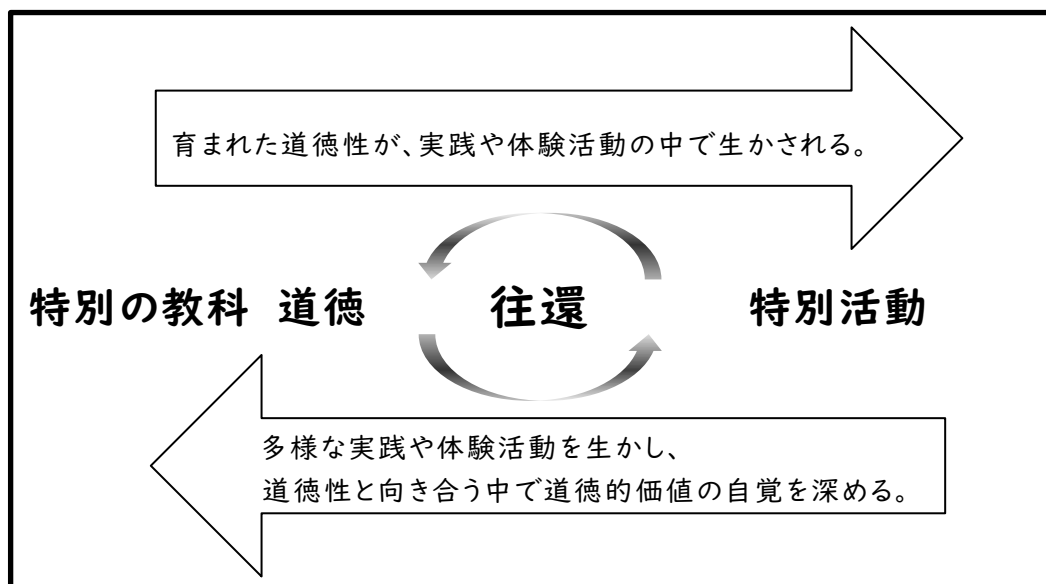 育まれた道徳性が、実践や体験活動の中で生かされる。
特別の教科 道徳
往還
特別活動
多様な実践や体験活動を生かし、
道徳性と向き合う中で道徳的価値の自覚を深める。